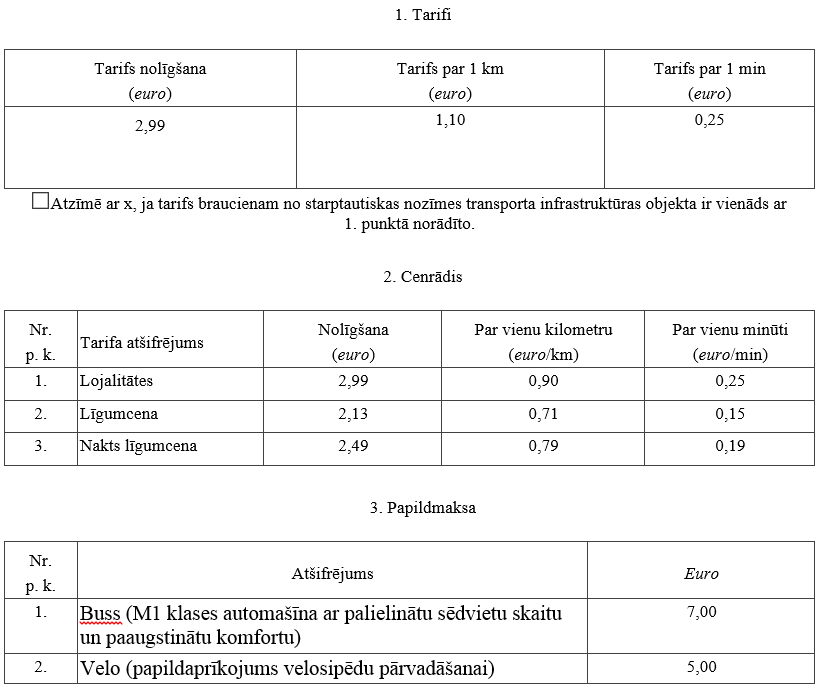 1. Tarifi
Tarifs nolīgšana
(euro)
Tarifs par 1 km
(euro)
Tarifs par 1 min
(euro)
2,99
1,10
0,25
Atzīmē ar x, ja tarifs braucienam no starptautiskas nozīmes transporta infrastruktūras objekta ir vienāds ar
1. punktā norādīto.
2. Cenrādis
Nr.
p. k.
Tarifa atšifrējums
Nolīgšana
(euro)
Par vienu kilometru
(euro/km)
Par vienu minūti
(euro/min)
1.
Lojalitātes
2,99
0,90
0,25
2.
Līgumcena
2,13
0,71
0,15
3.
Nakts līgumcena
2,49
0,79
0,19
3. Papildmaksa
Nr.
p. k.
Atšifrējums
Euro
1.
Buss (M1 klases automašīna ar palielinātu sēdvietu skaitu
un paaugstinātu komfortu)
7,00
2.
Velo (papildaprīkojums velosipēdu pārvadāšanai)
5,00